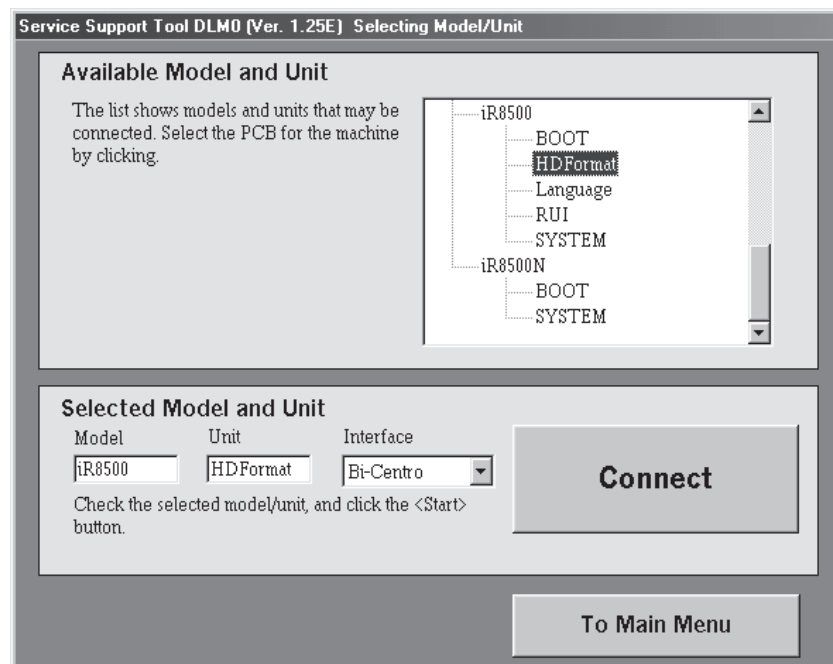 Service Support Tool DLM0 (Ver. 1.25E)  Selecting Model/Unit
Available Model and Unit
The list shows models and units that may be
connected. Select the PCB for the machine
by clicking.
iR8500
BOOT
HDFormat
Language
RUI
SYSTEM
iR8500N
BOOT
SYSTEM
Selected Model and Unit
Model Unit Interface
iR8500 HDFormat Bi-Centro
Check the selected model/unit, and click the <Start>
button.
Connect
To Main Menu